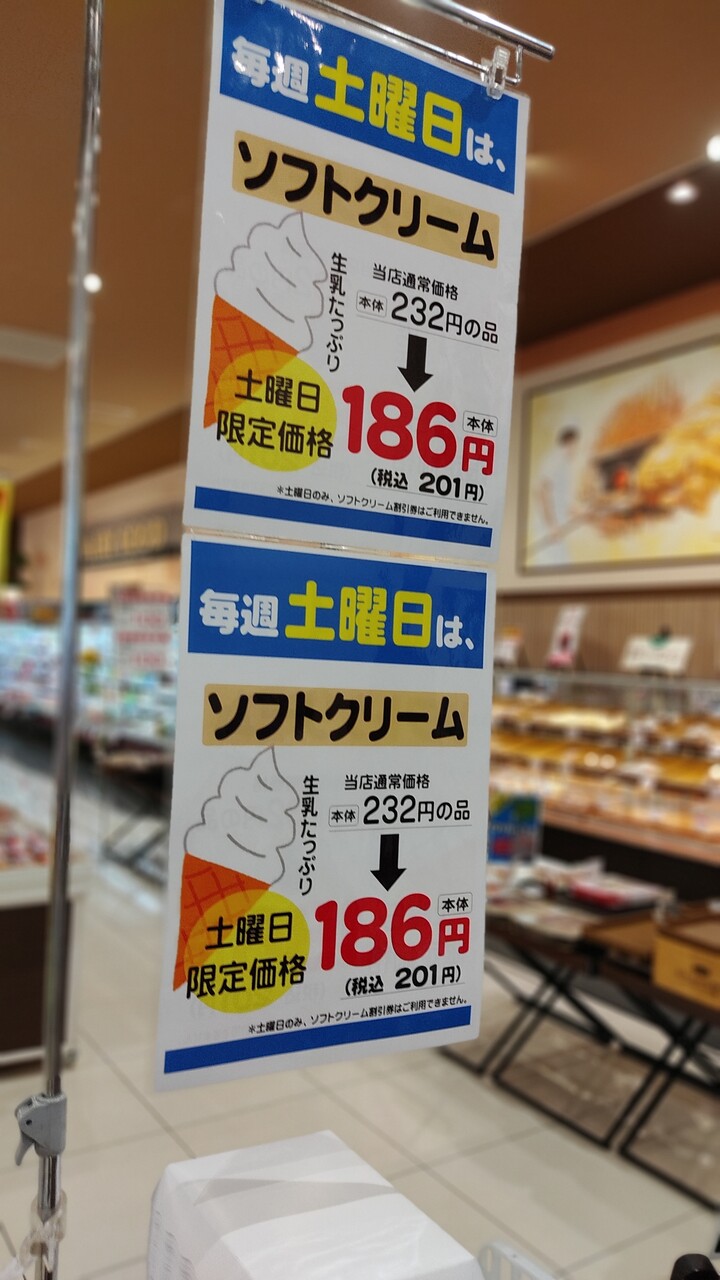 毎週土曜日は、
ソフトクリーム
生乳たっぷり
当店通常価格
本体 232円の品
土曜日
限定価格
186円 本体
(税込 201円)
*土曜日のみ、ソフトクリーム割引券はご利用できません。
毎週土曜日は、
ソフトクリーム
生乳たっぷり
当店通常価格
本体 232円の品
土曜日
限定価格
186円 本体
(税込 201円)
*土曜日のみ、ソフトクリーム割引券はご利用できません。